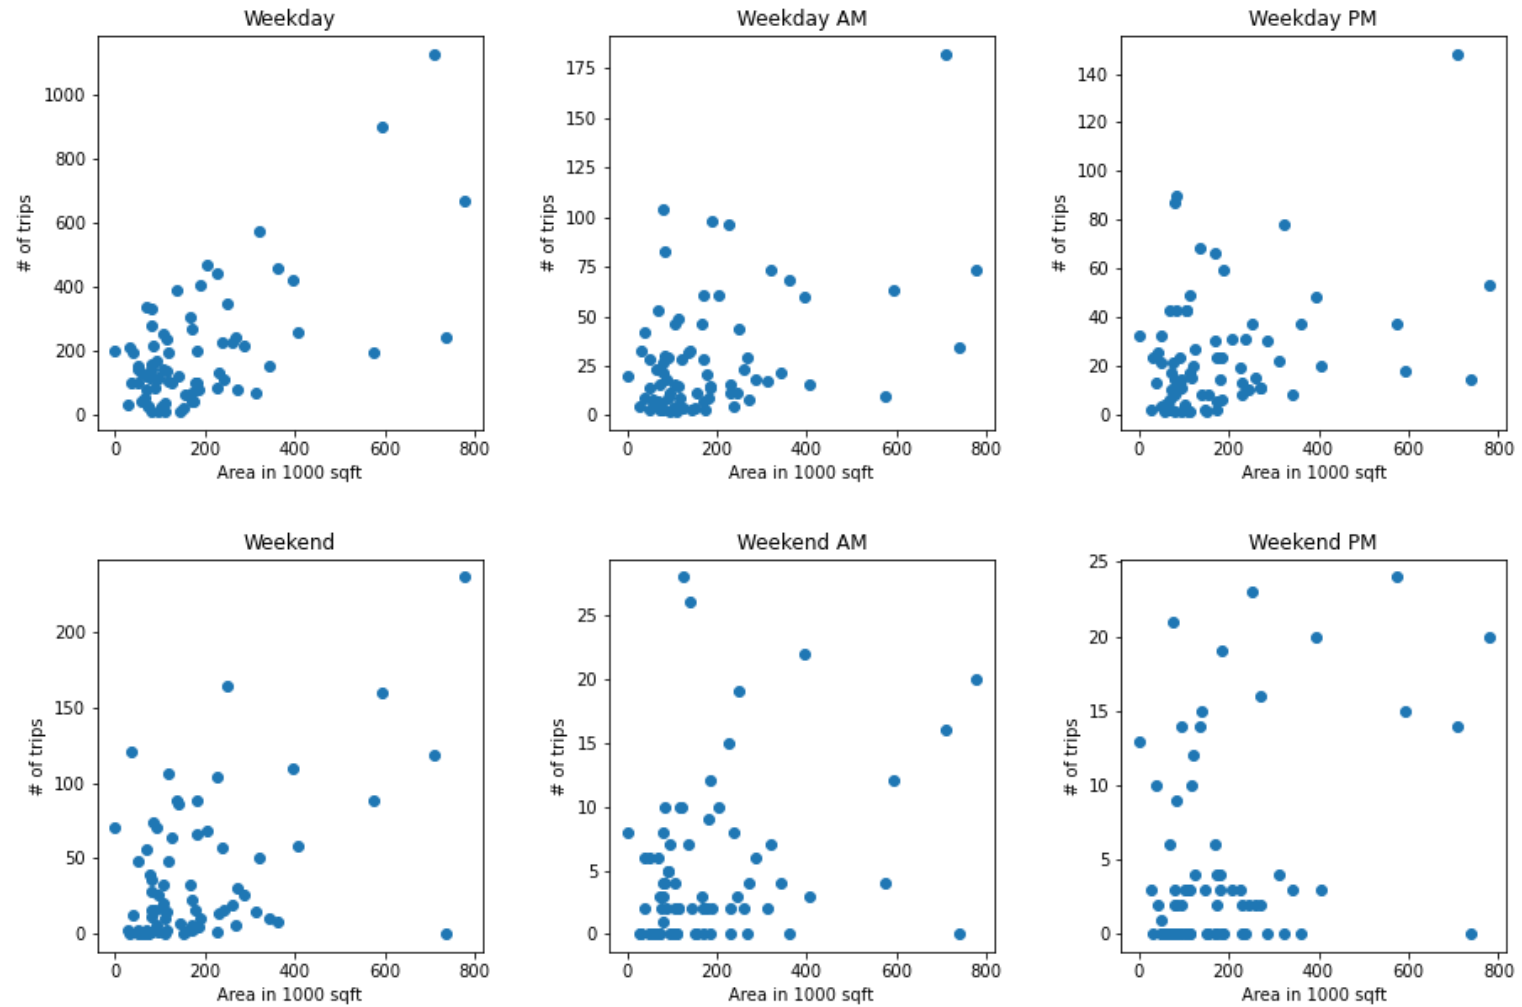 Weekday
1000
800
600
400
200
0
# of trips
0 200 400 600 800
Area in 1000 sqft
Weekday AM
175
150
125
100
75
50
25
0
# of trips
0 200 400 600 800
Area in 1000 sqft
Weekday PM
140
120
100
80
60
40
20
0
# of trips
0 200 400 600 800
Area in 1000 sqft
Weekend
200
150
100
50
0
# of trips
0 200 400 600 800
Area in 1000 sqft
Weekend AM
25
20
15
10
5
0
# of trips
0 200 400 600 800
Area in 1000 sqft
Weekend PM
25
20
15
10
5
0
# of trips
0 200 400 600 800
Area in 1000 sqft